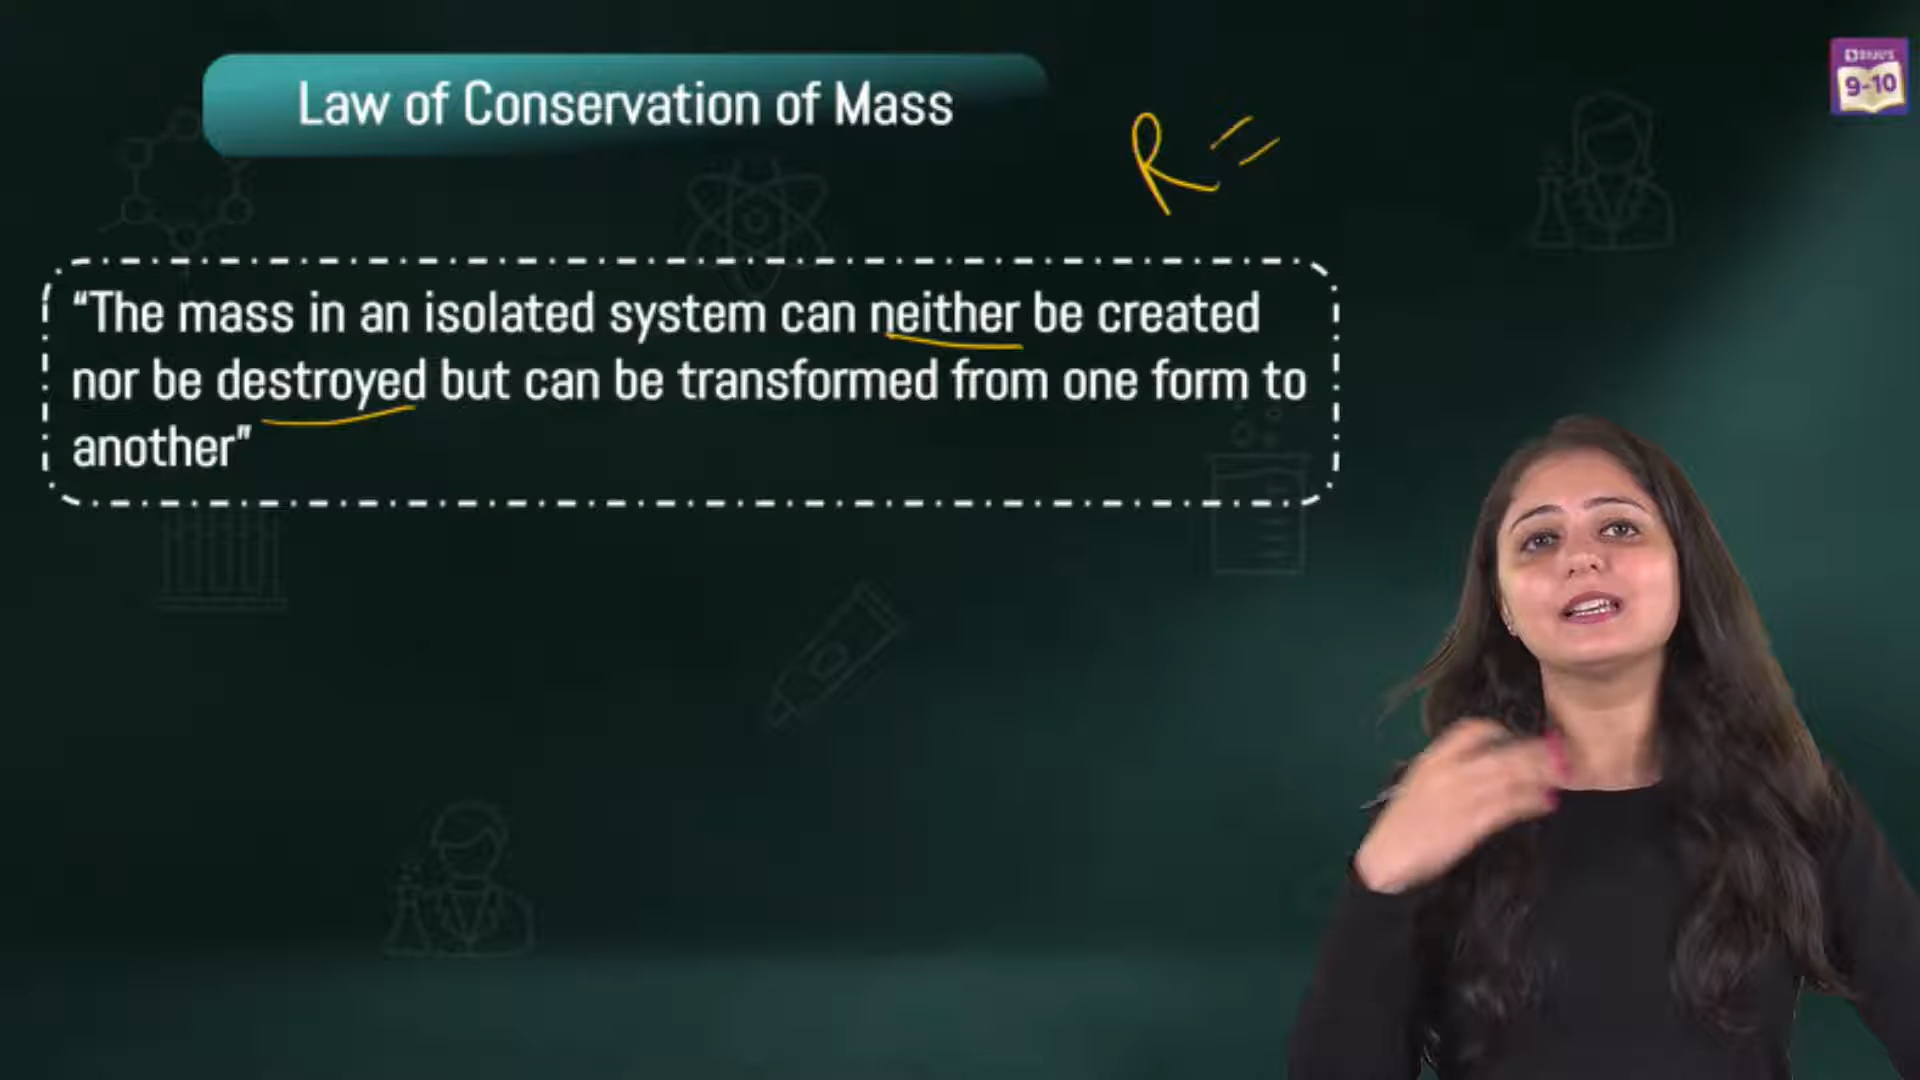 Law of Conservation of Mass
BYJU'S
9-10
R =
“The mass in an isolated system can neither be created
nor be destroyed but can be transformed from one form to
another”